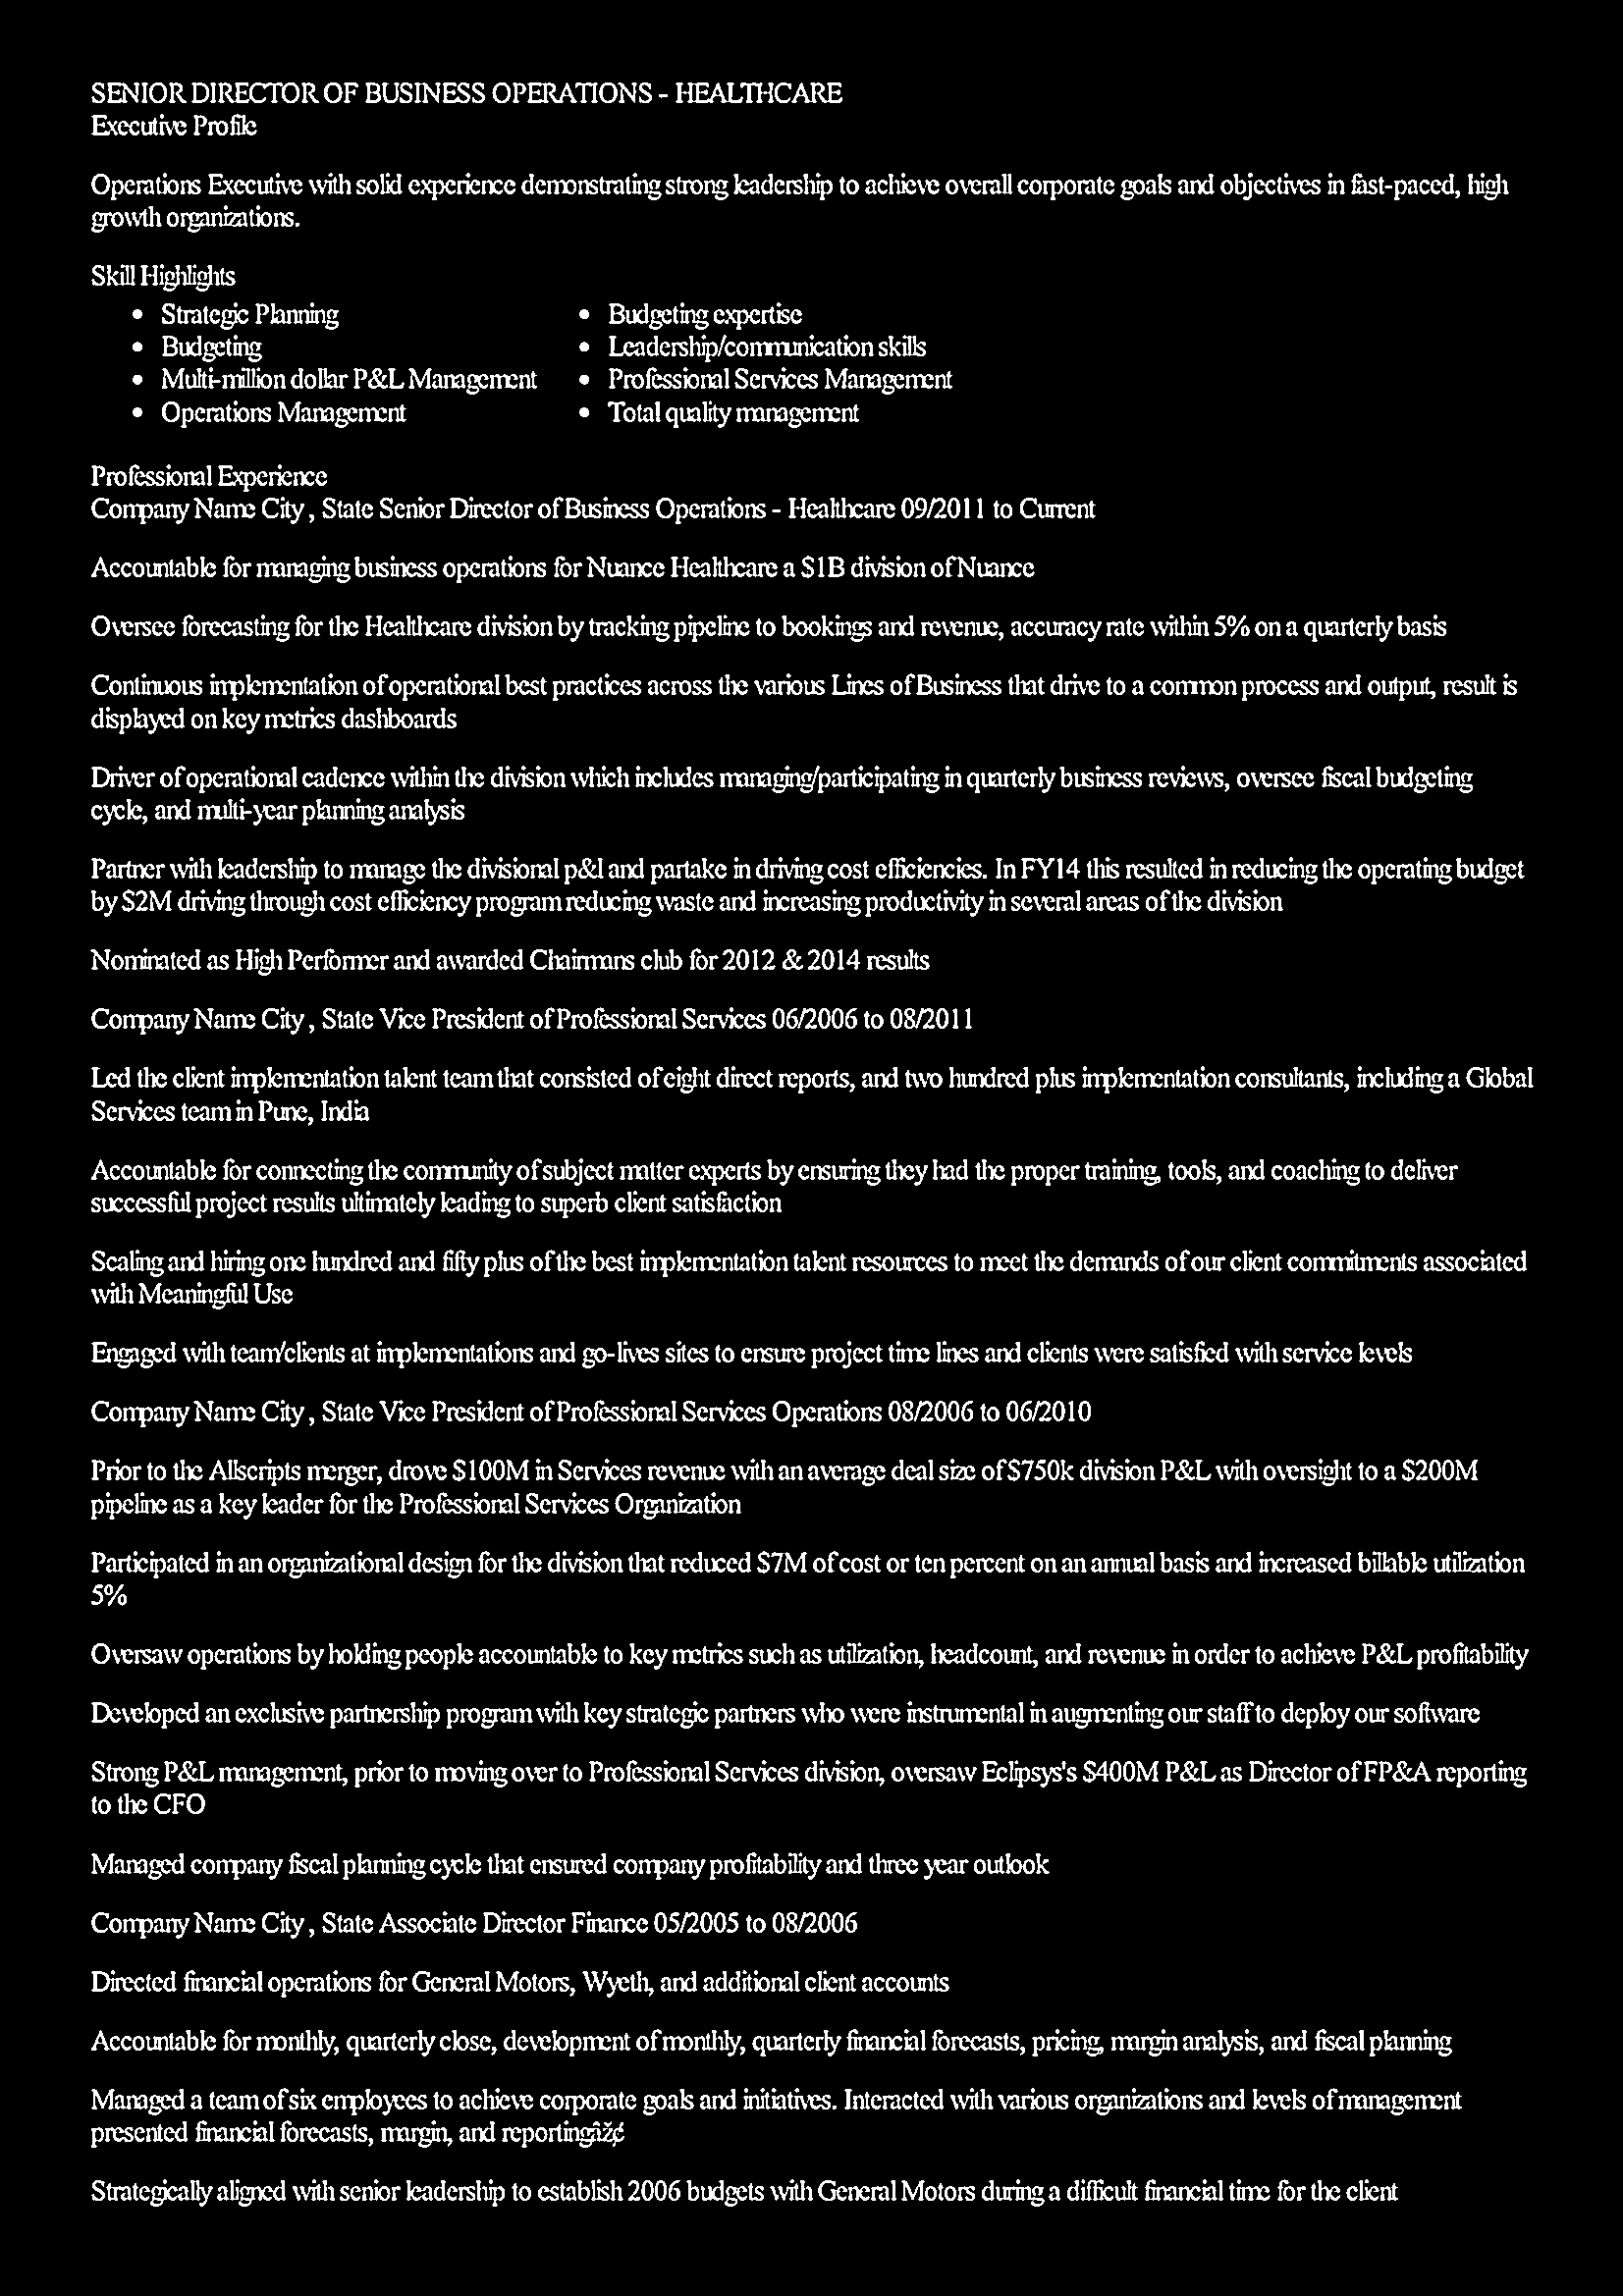 SENIOR DIRECTOR OF BUSINESS OPERATIONS - HEALTHCARE
Executive Profile
Operations Executive with solid experience demonstrating strong leadership to achieve overall corporate goals and objectives in fast-paced, high
growth organizations.
Skill Highlights
• Strategic Planning
• Budgeting
• Multi-million dollar P&L Management
• Operations Management
• Budgeting expertise
• Leadership/communication skills
• Professional Services Management
• Total quality management
Professional Experience
Company Name City , State Senior Director of Business Operations - Healthcare 09/2011 to Current
Accountable for managing business operations for Nuance Healthcare a $1B division of Nuance
Oversee forecasting for the Healthcare division by tracking pipeline to bookings and revenue, accuracy rate within 5% on a quarterly basis
Continuous implementation of operational best practices across the various Lines of Business that drive to a common process and output, result is
displayed on key metrics dashboards
Driver of operational cadence within the division which includes managing/participating in quarterly business reviews, oversee fiscal budgeting
cycle, and multi-year planning analysis
Partner with leadership to manage the divisional p&l and partake in driving cost efficiencies. In FY14 this resulted in reducing the operating budget
by $2M driving through cost efficiency program reducing waste and increasing productivity in several areas of the division
Nominated as High Performer and awarded Chairmans club for 2012 & 2014 results
Company Name City , State Vice President of Professional Services 06/2006 to 08/2011
Led the client implementation talent team that consisted of eight direct reports, and two hundred plus implementation consultants, including a Global
Services team in Pune, India
Accountable for connecting the community of subject matter experts by ensuring they had the proper training, tools, and coaching to deliver
successful project results ultimately leading to superb client satisfaction
Scaling and hiring one hundred and fifty plus of the best implementation talent resources to meet the demands of our client commitments associated
with Meaningful Use
Engaged with team/clients at implementations and go-lives sites to ensure project time lines and clients were satisfied with service levels
Company Name City , State Vice President of Professional Services Operations 08/2006 to 06/2010
Prior to the Allscripts merger, drove $100M in Services revenue with an average deal size of $750k division P&L with oversight to a $200M
pipeline as a key leader for the Professional Services Organization
Participated in an organizational design for the division that reduced $7M of cost or ten percent on an annual basis and increased billable utilization
5%
Oversaw operations by holding people accountable to key metrics such as utilization, headcount, and revenue in order to achieve P&L profitability
Developed an exclusive partnership program with key strategic partners who were instrumental in augmenting our staff to deploy our software
Strong P&L management, prior to moving over to Professional Services division, oversaw Eclipsys's $400M P&L as Director of FP&A reporting
to the CFO
Managed company fiscal planning cycle that ensured company profitability and three year outlook
Company Name City , State Associate Director Finance 05/2005 to 08/2006
Directed financial operations for General Motors, Wyeth, and additional client accounts
Accountable for monthly, quarterly close, development of monthly, quarterly financial forecasts, pricing, margin analysis, and fiscal planning
Managed a team of six employees to achieve corporate goals and initiatives. Interacted with various organizations and levels of management
presented financial forecasts, margin, and reportingâž¢
Strategically aligned with senior leadership to establish 2006 budgets with General Motors during a difficult financial time for the client